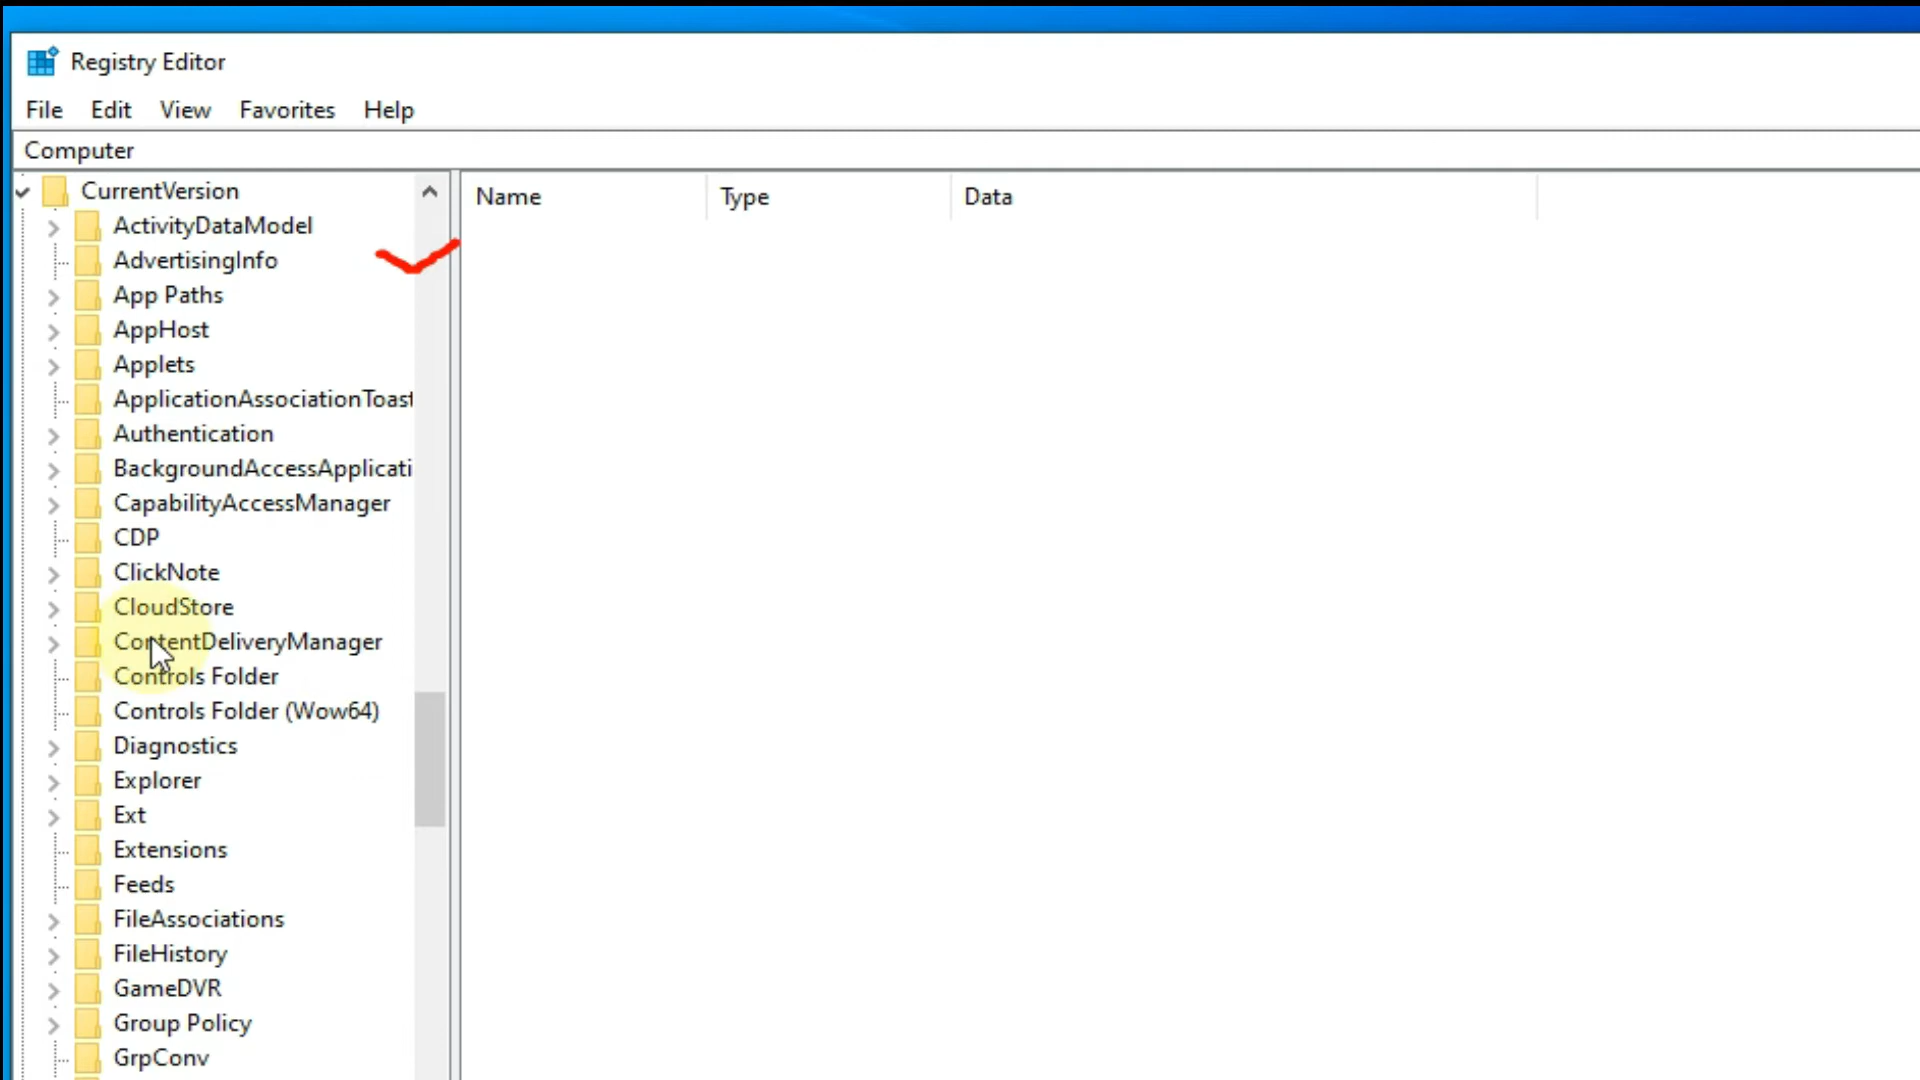 Registry Editor
File Edit View Favorites Help
Computer
CurrentVersion
Name Type Data
ActivityDataModel
AdvertisingInfo
App Paths
AppHost
Applets
ApplicationAssociationToast
Authentication
BackgroundAccessApplicati
CapabilityAccessManager
CDP
ClickNote
CloudStore
ContentDeliveryManager
Controls Folder
Controls Folder (Wow64)
Diagnostics
Explorer
Ext
Extensions
Feeds
FileAssociations
FileHistory
GameDVR
Group Policy
GrpConv